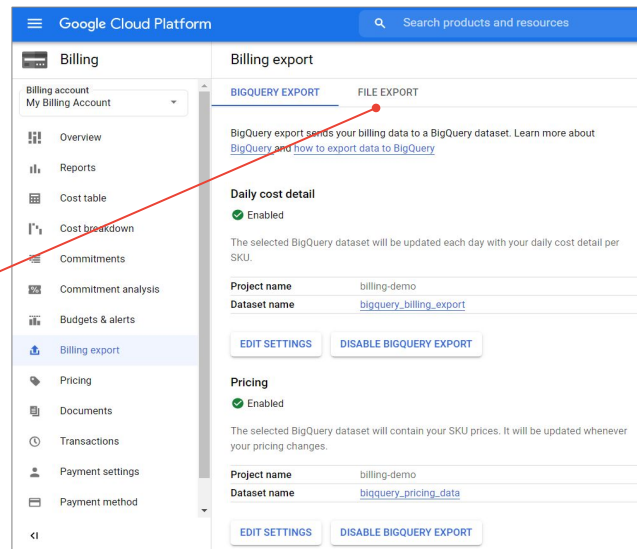 Google Cloud Platform
Search products and resources
Billing
Billing account
My Billing Account
Overview
Reports
Cost table
Cost breakdown
Commitments
Commitment analysis
Budgets & alerts
Billing export
Pricing
Documents
Transactions
Payment settings
Payment method
Billing export
BIGQUERY EXPORT
FILE EXPORT
BigQuery export sends your billing data to a BigQuery dataset. Learn more about
BigQuery and how to export data to BigQuery
Daily cost detail
Enabled
The selected BigQuery dataset will be updated each day with your daily cost detail per
SKU.
Project name billing-demo
Dataset name bigquery_billing_export
EDIT SETTINGS DISABLE BIGQUERY EXPORT
Pricing
Enabled
The selected BigQuery dataset will contain your SKU prices. It will be updated whenever
your pricing changes.
Project name billing-demo
Dataset name bigquery_pricing_data
EDIT SETTINGS DISABLE BIGQUERY EXPORT